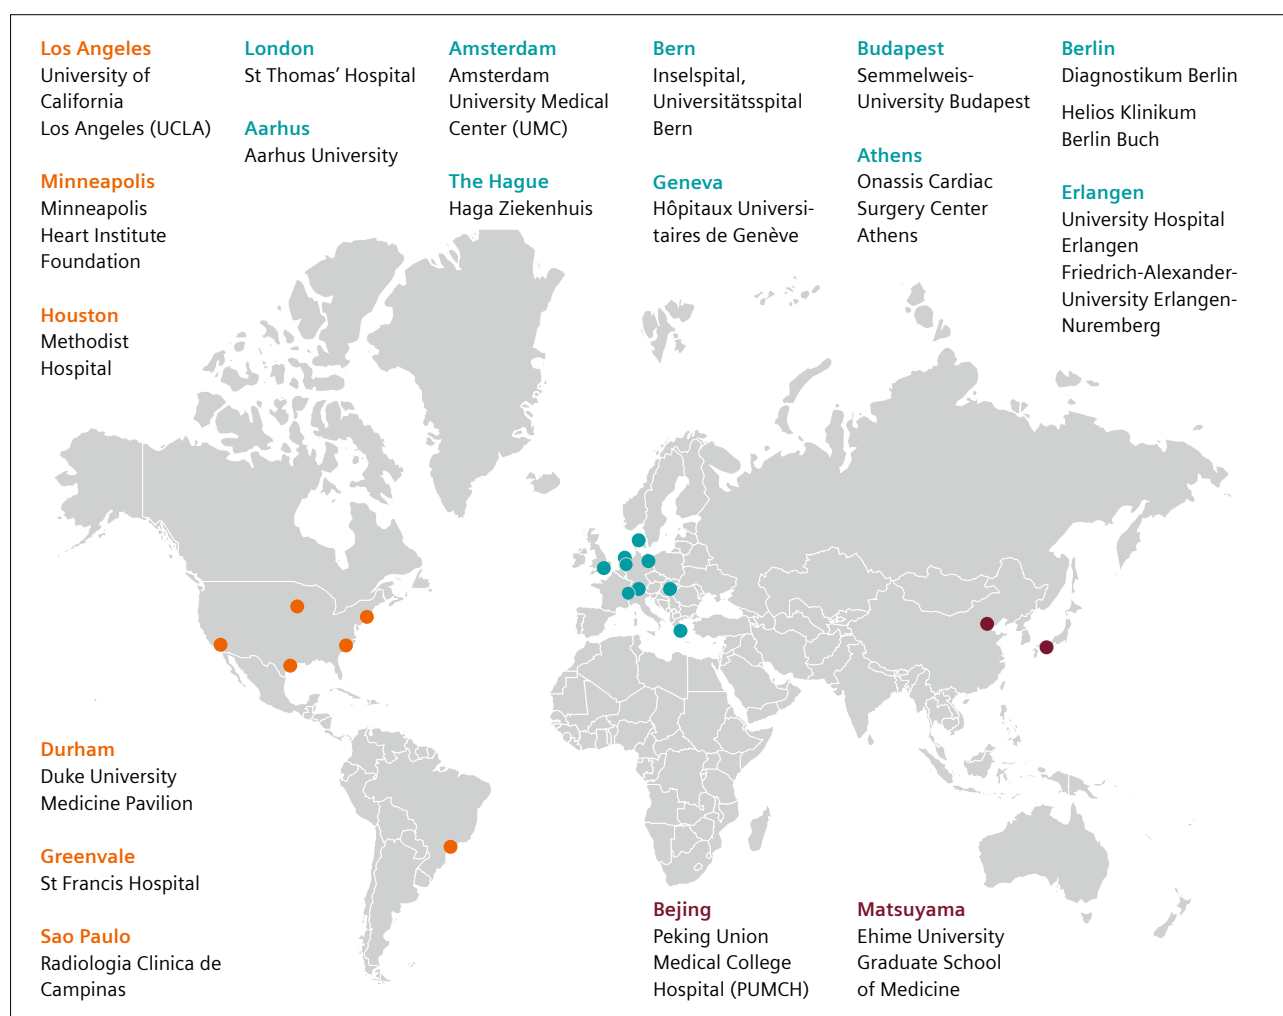 Los Angeles
University of
California
Los Angeles (UCLA)
Minneapolis
Minneapolis
Heart Institute
Foundation
Houston
Methodist
Hospital
London
St Thomas’ Hospital
Aarhus
Aarhus University
Amsterdam
Amsterdam
University Medical
Center (UMC)
The Hague
Haga Ziekenhuis
Bern
Inselspital,
Universitätsspital
Bern
Geneva
Hôpitaux Universi-
taires de Genève
Budapest
Semmelweis-
University Budapest
Athens
Onassis Cardiac
Surgery Center
Athens
Berlin
Diagnostikum Berlin
Helios Klinikum
Berlin Buch
Erlangen
University Hospital
Erlangen
Friedrich-Alexander-
University Erlangen-
Nuremberg
Durham
Duke University
Medicine Pavilion
Greenvale
St Francis Hospital
Sao Paulo
Radiologia Clinica de
Campinas
Bejing
Peking Union
Medical College
Hospital (PUMCH)
Matsuyama
Ehime University
Graduate School
of Medicine